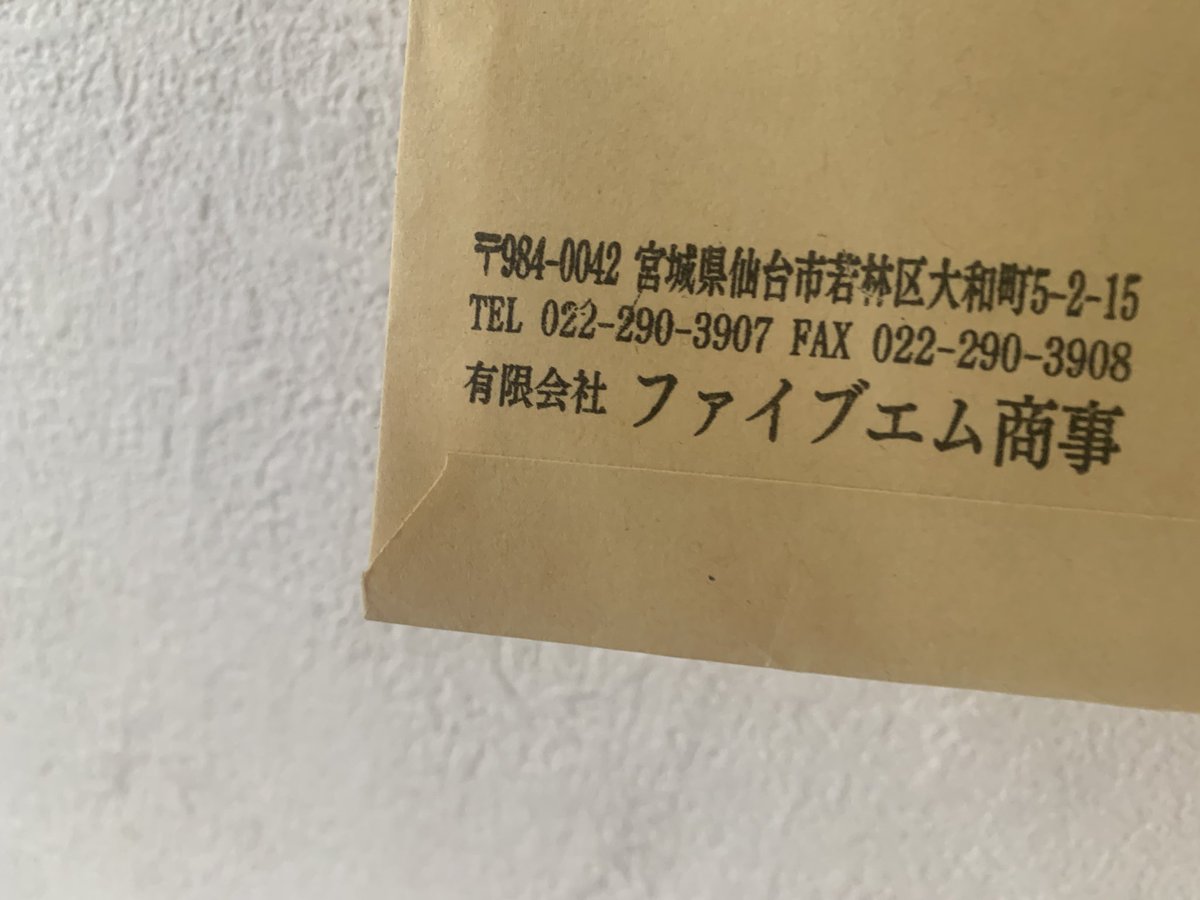 〒984-0042 宮城県仙台市若林区大和町5-2-15
TEL 022-290-3907 FAX 022-290-3908
有限会社 ファイブエム商事